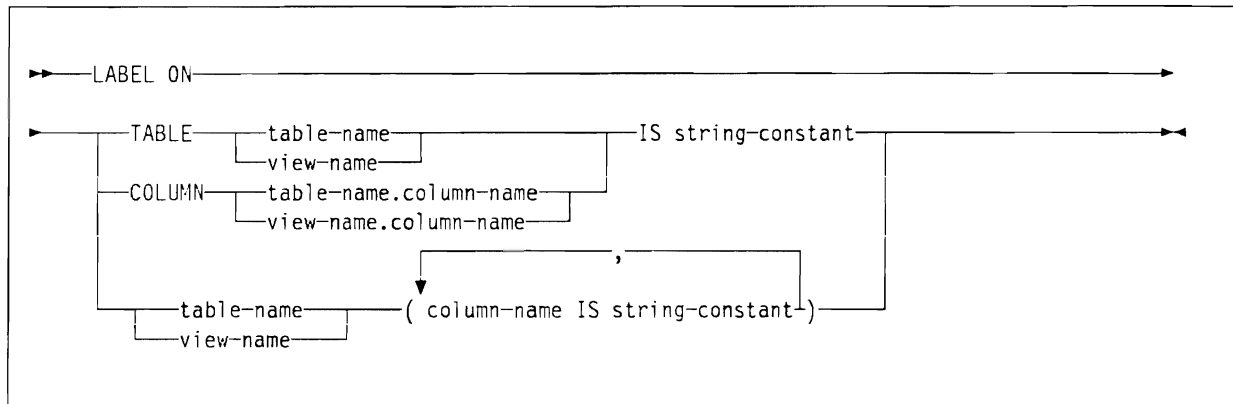 LABEL ON
TABLE table-name IS string-constant
view-name
COLUMN table-name.column-name
view-name.column-name
,
table-name ( column-name IS string-constant )
view-name